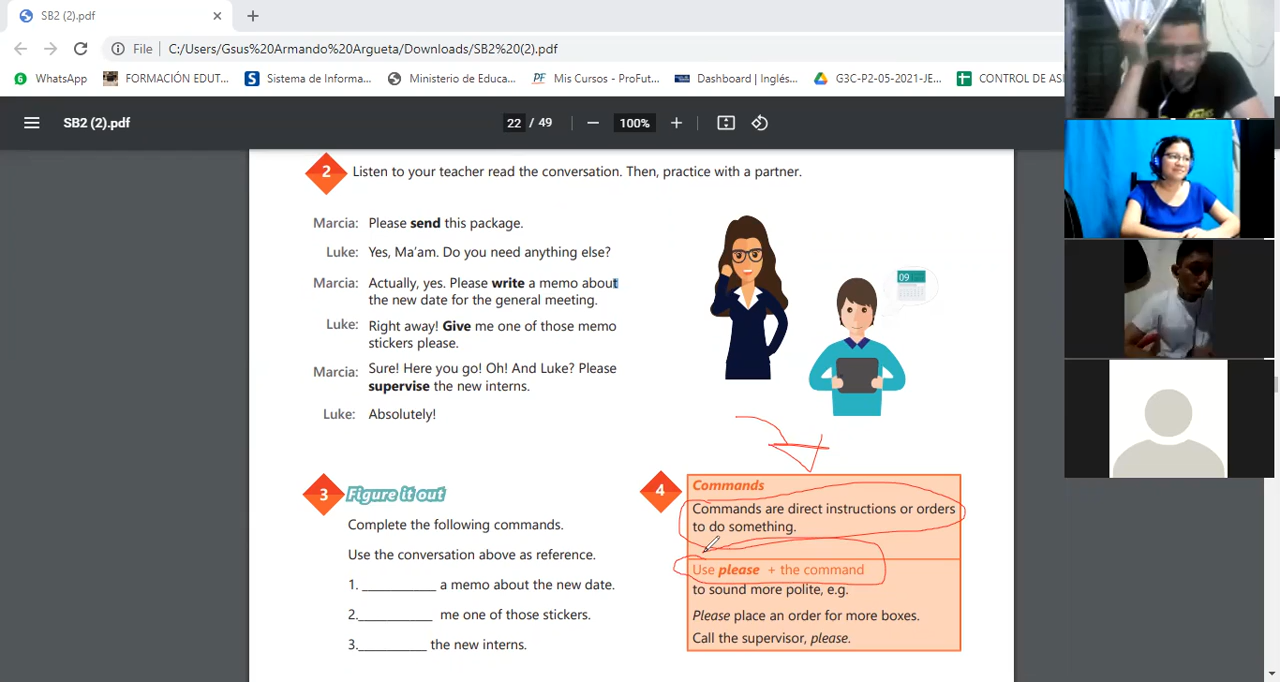 SB2 (2).pdf
File
C:/Users/Gsus%20Armando%20Argueta/Downloads/SB2%20(2).pdf
WhatsApp
FORMACIÓN EDUT...
Sistema de Informa...
Ministerio de Educa...
Mis Cursos - ProFut...
Dashboard | Inglés...
G3C-P2-05-2021-JE...
CONTROL DE ASI
SB2 (2).pdf
22 / 49
100%
2 Listen to your teacher read the conversation. Then, practice with a partner.
Marcia: Please send this package.
Luke: Yes, Ma'am. Do you need anything else?
Marcia: Actually, yes. Please write a memo about
the new date for the general meeting.
Luke: Right away! Give me one of those memo
stickers please.
Marcia: Sure! Here you go! Oh! And Luke? Please
supervise the new interns.
Luke: Absolutely!
09
3 Figure it out
Complete the following commands.
Use the conversation above as reference.
1. __________ a memo about the new date.
2.__________ me one of those stickers.
3.__________ the new interns.
4 Commands
Commands are direct instructions or orders
to do something.
Use please + the command
to sound more polite, e.g.
Please place an order for more boxes.
Call the supervisor, please.